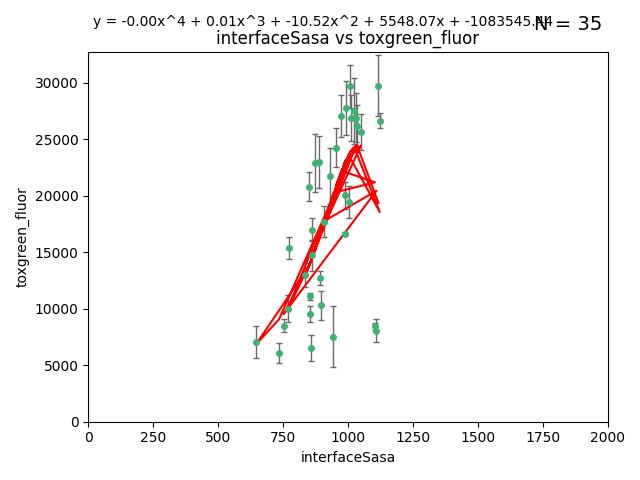 y = -0.00x^4 + 0.01x^3 + -10.52x^2 + 5548.07x + -1083545.
N = 35
interfaceSasa vs toxgreen_fluor
30000
25000
20000
15000
10000
5000
0
toxgreen_fluor
0 250 500 750 1000 1250 1500 1750 2000
interfaceSasa